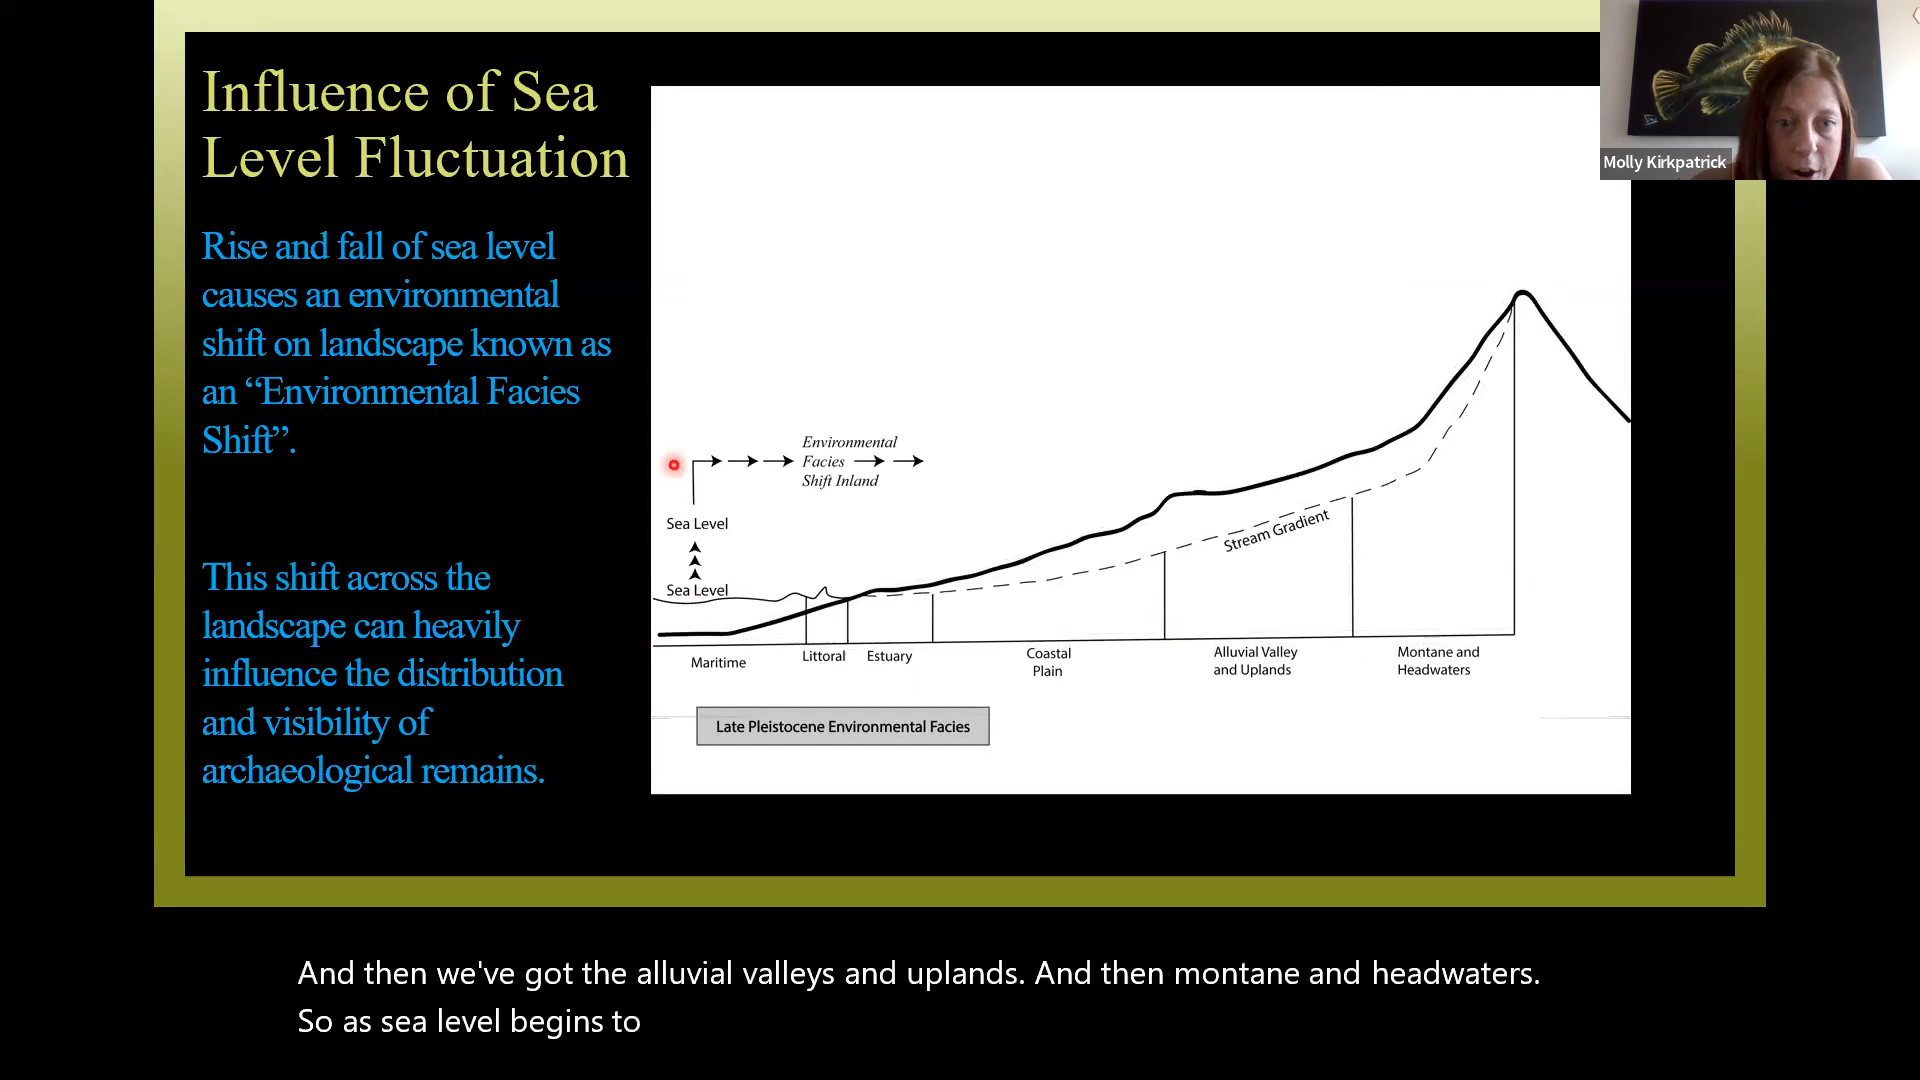 Influence of Sea
Level Fluctuation
Rise and fall of sea level
causes an environmental
shift on landscape known as
an “Environmental Facies
Shift”.
This shift across the
landscape can heavily
influence the distribution
and visibility of
archaeological remains.
Environmental
Facies
Shift Inland
Sea Level
Sea Level
Stream Gradient
Maritime
Littoral
Estuary
Coastal
Plain
Alluvial Valley
and Uplands
Montane and
Headwaters
Late Pleistocene Environmental Facies
Molly Kirkpatrick
And then we've got the alluvial valleys and uplands. And then montane and headwaters.
So as sea level begins to